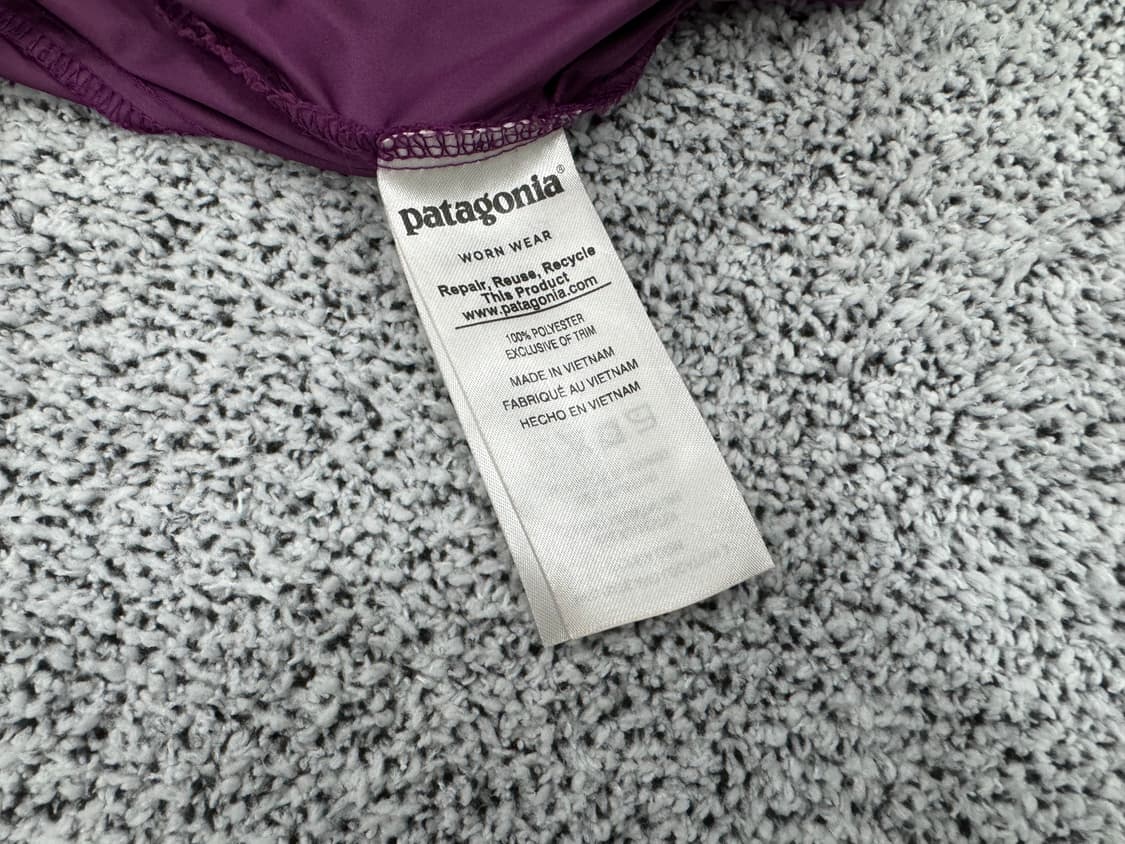 patagonia®
WORN WEAR
Repair, Reuse, Recycle
This Product
www.patagonia.com
100% POLYESTER
EXCLUSIVE OF TRIM
MADE IN VIETNAM
FABRIQUÉ AU VIETNAM
HECHO EN VIETNAM